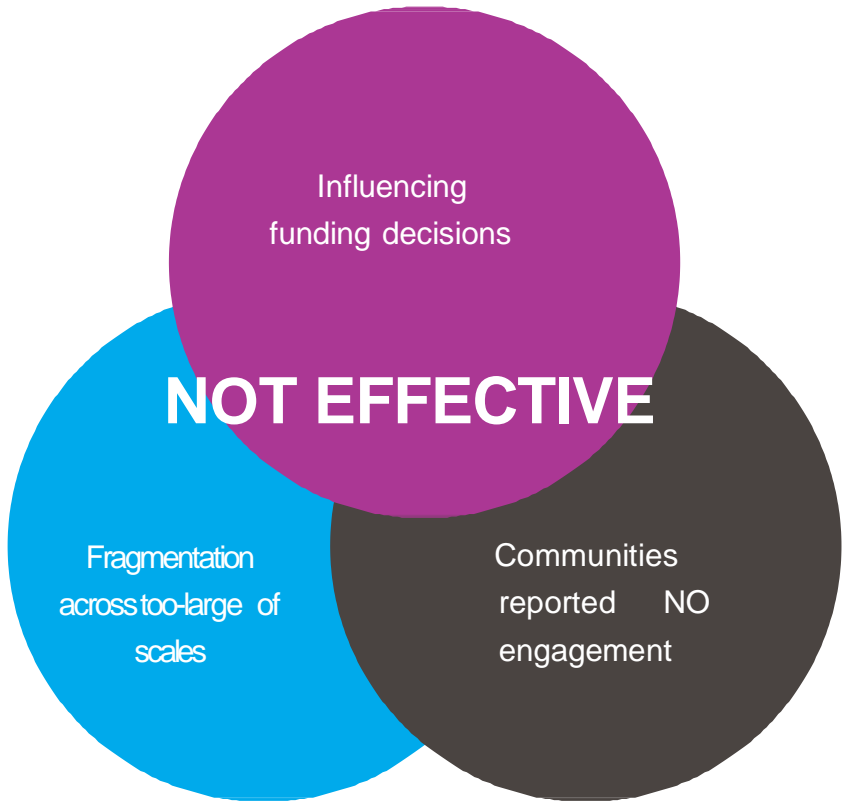 Influencing
funding decisions
NOT EFFECTIVE
Fragmentation
across too-large of
scales
Communities
reported NO
engagement